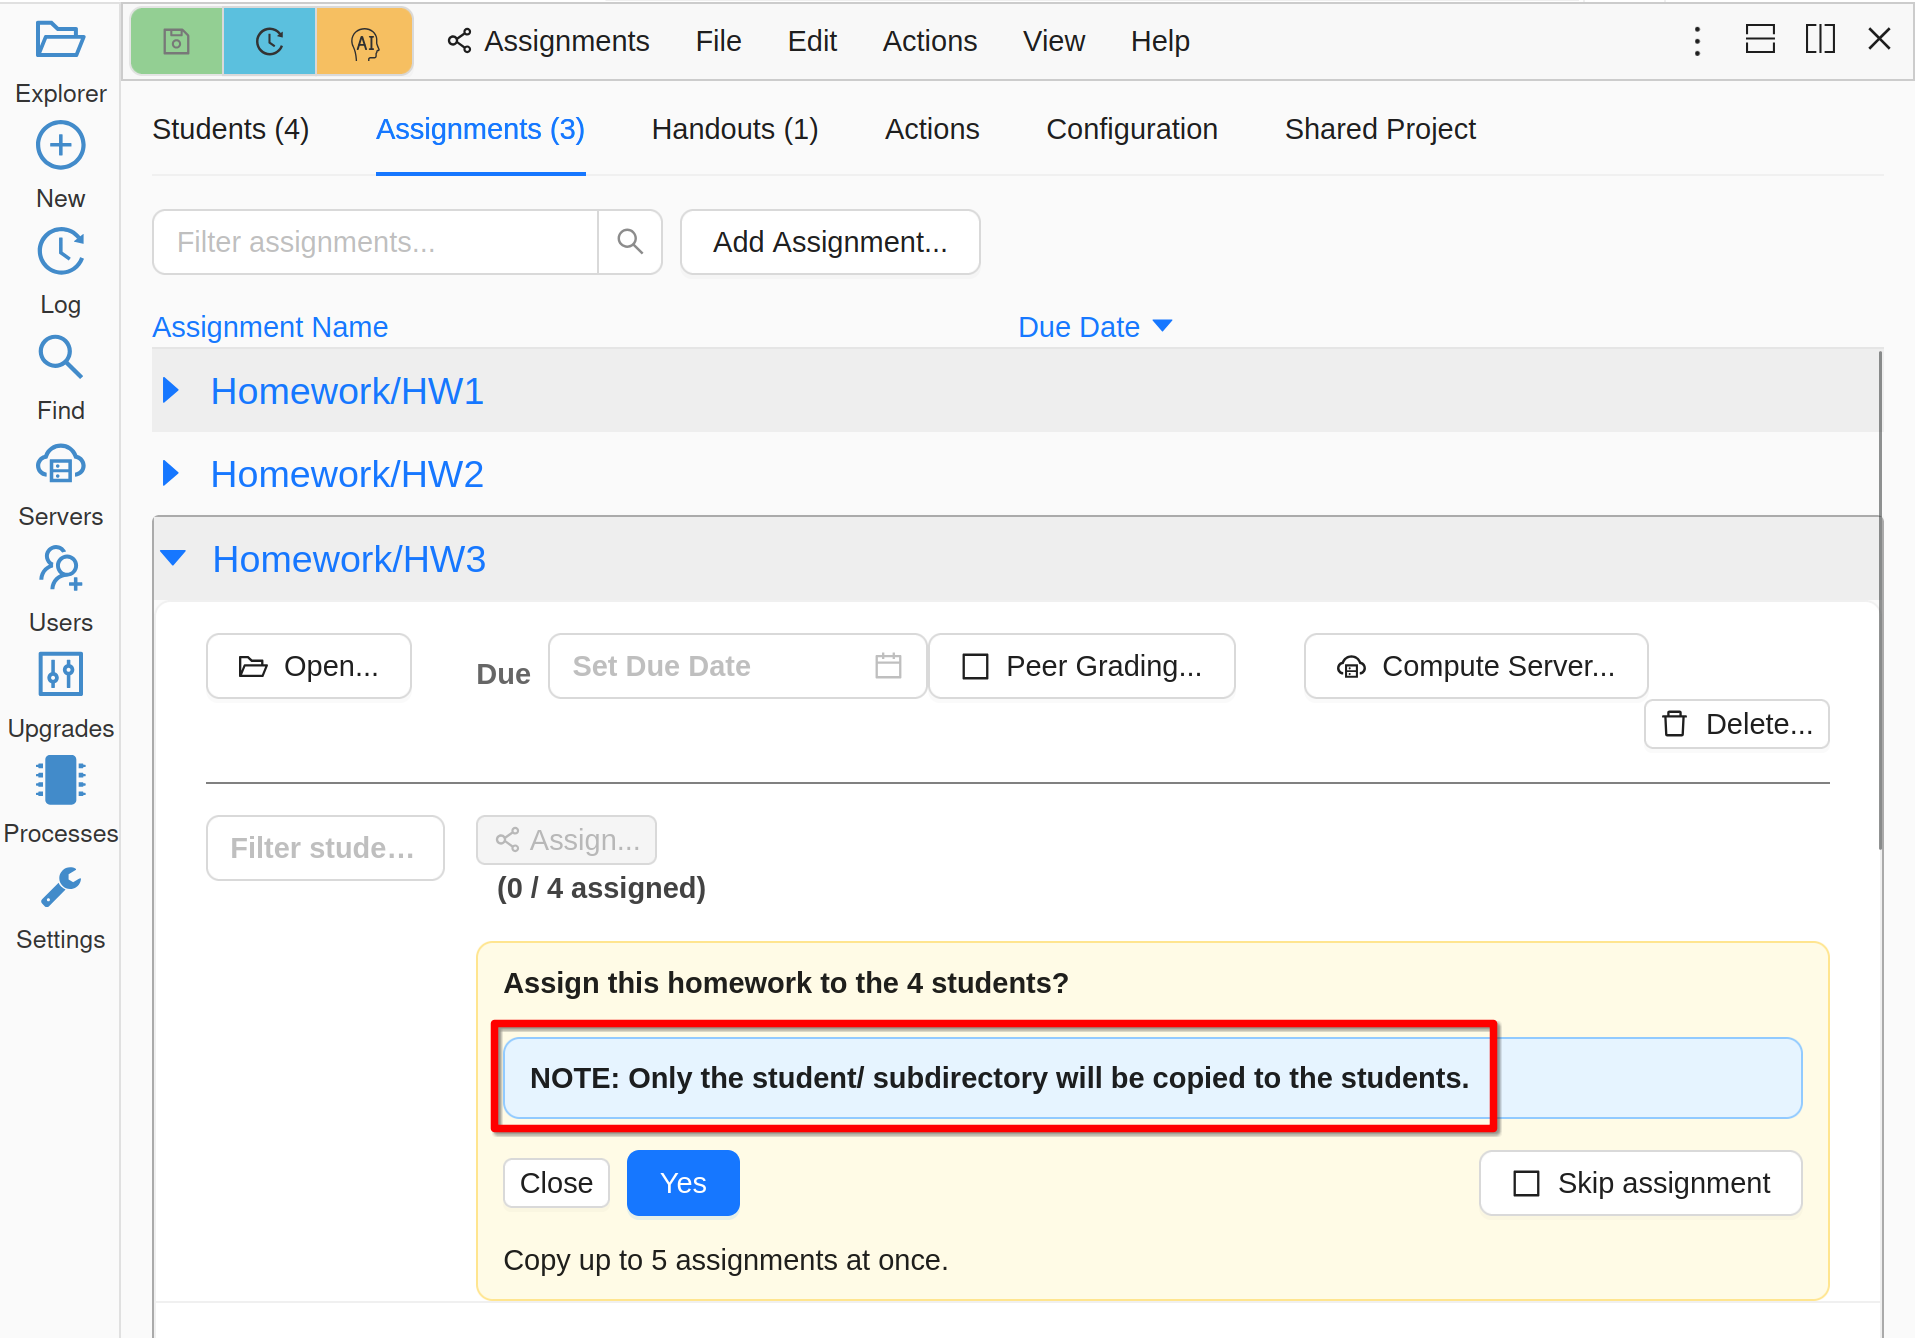 Explorer
New
Log
Find
Servers
Users
Upgrades
Processes
Settings
AI
Assignments File Edit Actions View Help
Students (4) Assignments (3) Handouts (1) Actions Configuration Shared Project
Filter assignments... Add Assignment...
Assignment Name Due Date
Homework/HW1
Homework/HW2
Homework/HW3
Open... Due Set Due Date Peer Grading... Compute Server...
Delete...
Filter stude... Assign...
(0 / 4 assigned)
Assign this homework to the 4 students?
NOTE: Only the student/ subdirectory will be copied to the students.
Close Yes Skip assignment
Copy up to 5 assignments at once.